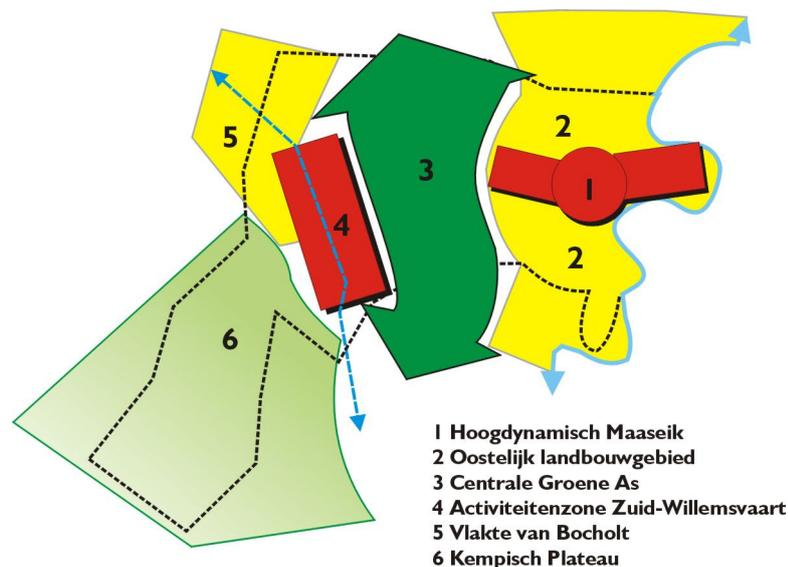 5
2
3
1
4
2
6
1 Hoogdynamisch Maaseik
2 Oostelijk landbouwgebied
3 Centrale Groene As
4 Activiteitenzone Zuid-Willemsvaart
5 Vlakte van Bocholt
6 Kempisch Plateau